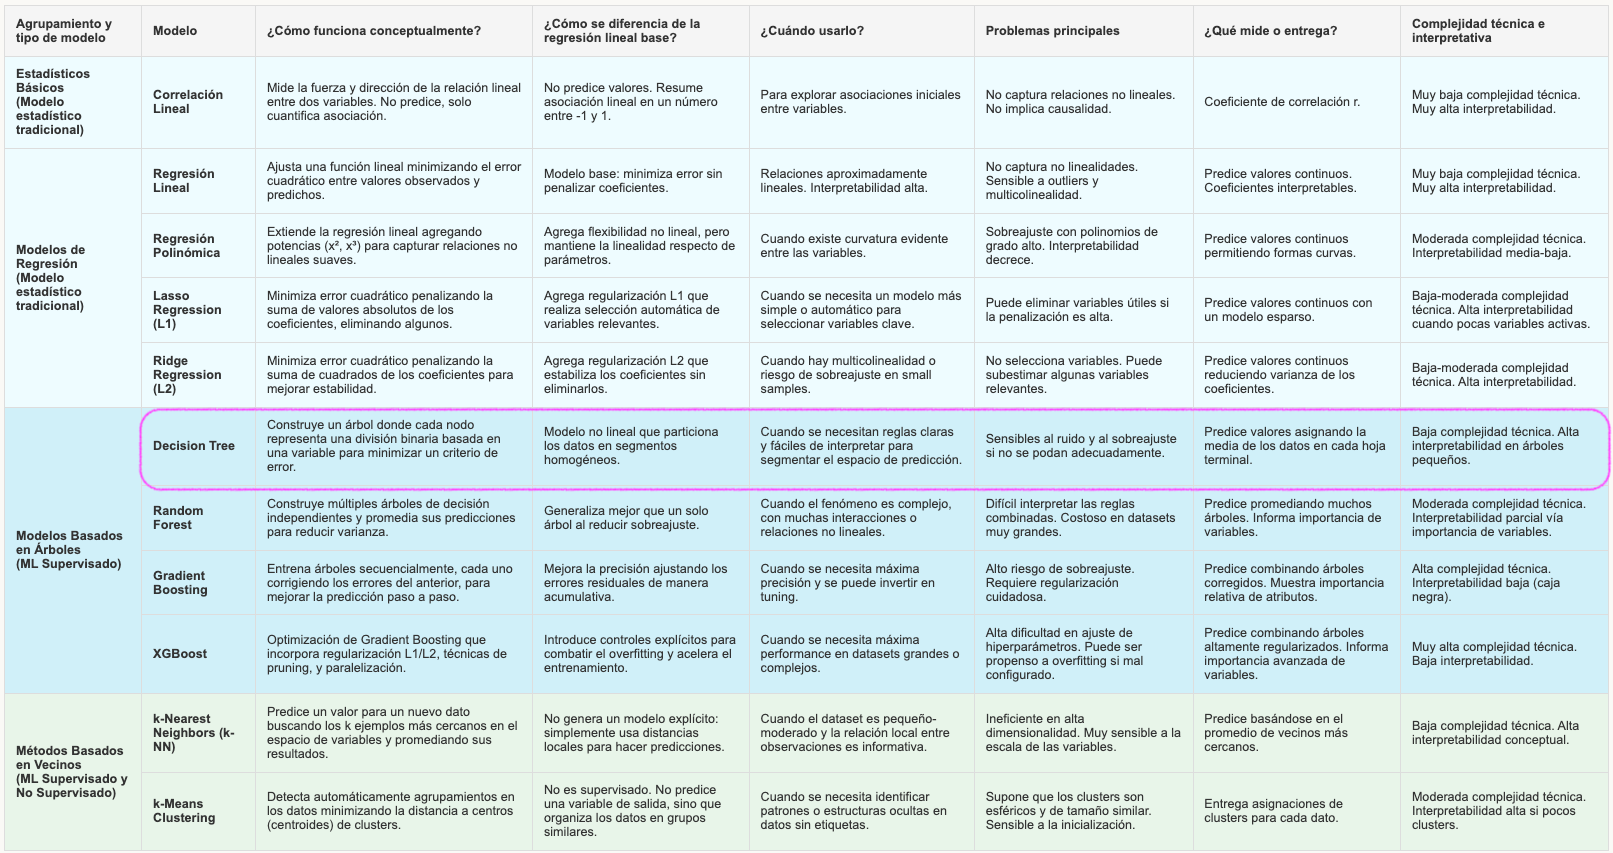 Agrupamiento y
tipo de modelo
Modelo
¿Cómo funciona conceptualmente?
¿Cómo se diferencia de la
regresión lineal base?
¿Cuándo usarlo?
Problemas principales
¿Qué mide o entrega?
Complejidad técnica e
interpretativa
Estadísticos
Básicos
(Modelo
estadístico
tradicional)
Correlación
Lineal
Mide la fuerza y dirección de la relación lineal
entre dos variables. No predice, solo
cuantifica asociación.
No predice valores. Resume
asociación lineal en un número
entre -1 y 1.
Para explorar asociaciones iniciales
entre variables.
No captura relaciones no lineales.
No implica causalidad.
Coeficiente de correlación r.
Muy baja complejidad técnica.
Muy alta interpretabilidad.
Modelos de
Regresión
(Modelo
estadístico
tradicional)
Regresión
Lineal
Ajusta una función lineal minimizando el error
cuadrático entre valores observados y
predichos.
Modelo base: minimiza error sin
penalizar coeficientes.
Relaciones aproximadamente
lineales. Interpretabilidad alta.
No captura no linealidades.
Sensible a outliers y
multicolinealidad.
Predice valores continuos.
Coeficientes interpretables.
Muy baja complejidad técnica.
Muy alta interpretabilidad.
Regresión
Polinómica
Extiende la regresión lineal agregando
potencias (x², x³) para capturar relaciones no
lineales suaves.
Agrega flexibilidad no lineal, pero
mantiene la linealidad respecto de
parámetros.
Cuando existe curvatura evidente
entre las variables.
Sobreajuste con polinomios de
grado alto. Interpretabilidad
decrece.
Predice valores continuos
permitiendo formas curvas.
Moderada complejidad técnica.
Interpretabilidad media-baja.
Lasso
Regression
(L1)
Minimiza error cuadrático penalizando la
suma de valores absolutos de los
coeficientes, eliminando algunos.
Agrega regularización L1 que
realiza selección automática de
variables relevantes.
Cuando se necesita un modelo más
simple o automático para
seleccionar variables clave.
Puede eliminar variables útiles si
la penalización es alta.
Predice valores continuos con
un modelo esparso.
Baja-moderada complejidad
técnica. Alta interpretabilidad
cuando pocas variables activas.
Ridge
Regression
(L2)
Minimiza error cuadrático penalizando la
suma de cuadrados de los coeficientes para
mejorar estabilidad.
Agrega regularización L2 que
estabiliza los coeficientes sin
eliminarlos.
Cuando hay multicolinealidad o
riesgo de sobreajuste en small
samples.
No selecciona variables. Puede
subestimar algunas variables
relevantes.
Predice valores continuos
reduciendo varianza de los
coeficientes.
Baja-moderada complejidad
técnica. Alta interpretabilidad.
Modelos Basados
en Árboles
(ML Supervisado)
Decision Tree
Construye un árbol donde cada nodo
representa una división binaria basada en
una variable para minimizar un criterio de
error.
Modelo no lineal que particiona
los datos en segmentos
homogéneos.
Cuando se necesitan reglas claras
y fáciles de interpretar para
segmentar el espacio de predicción.
Sensibles al ruido y al sobreajuste
si no se podan adecuadamente.
Predice valores asignando la
media de los datos en cada hoja
terminal.
Baja complejidad técnica. Alta
interpretabilidad en árboles
pequeños.
Random
Forest
Construye múltiples árboles de decisión
independientes y promedia sus predicciones
para reducir varianza.
Generaliza mejor que un solo
árbol al reducir sobreajuste.
Cuando el fenómeno es complejo,
con muchas interacciones o
relaciones no lineales.
Difícil interpretar las reglas
combinadas. Costoso en datasets
muy grandes.
Predice promediando muchos
árboles. Informa importancia de
variables.
Moderada complejidad técnica.
Interpretabilidad parcial vía
importancia de variables.
Gradient
Boosting
Entrena árboles secuencialmente, cada uno
corrigiendo los errores del anterior, para
mejorar la predicción paso a paso.
Mejora la precisión ajustando los
errores residuales de manera
acumulativa.
Cuando se necesita máxima
precisión y se puede invertir en
tuning.
Alto riesgo de sobreajuste.
Requiere regularización
cuidadosa.
Predice combinando árboles
corregidos. Muestra importancia
relativa de atributos.
Alta complejidad técnica.
Interpretabilidad baja (caja
negra).
XGBoost
Optimización de Gradient Boosting que
incorpora regularización L1/L2, técnicas de
pruning, y paralelización.
Introduce controles explícitos para
combatir el overfitting y acelera el
entrenamiento.
Cuando se necesita máxima
performance en datasets grandes o
complejos.
Alta dificultad en ajuste de
hiperparámetros. Puede ser
propenso a overfitting si mal
configurado.
Predice combinando árboles
altamente regularizados. Informa
importancia avanzada de
variables.
Muy alta complejidad técnica.
Baja interpretabilidad.
Métodos Basados
en Vecinos
(ML Supervisado y
No Supervisado)
k-Nearest
Neighbors (k-
NN)
Predice un valor para un nuevo dato
buscando los k ejemplos más cercanos en el
espacio de variables y promediando sus
resultados.
No genera un modelo explícito:
simplemente usa distancias
locales para hacer predicciones.
Cuando el dataset es pequeño-
moderado y la relación local entre
observaciones es informativa.
Ineficiente en alta
dimensionalidad. Muy sensible a la
escala de las variables.
Predice basándose en el
promedio de vecinos más
cercanos.
Baja complejidad técnica. Alta
interpretabilidad conceptual.
k-Means
Clustering
Detecta automáticamente agrupamientos en
los datos minimizando la distancia a centros
(centroides) de clusters.
No es supervisado. No predice
una variable de salida, sino que
organiza los datos en grupos
similares.
Cuando se necesita identificar
patrones o estructuras ocultas en
datos sin etiquetas.
Supone que los clusters son
esféricos y de tamaño similar.
Sensible a la inicialización.
Entrega asignaciones de
clusters para cada dato.
Moderada complejidad técnica.
Interpretabilidad alta si pocos
clusters.